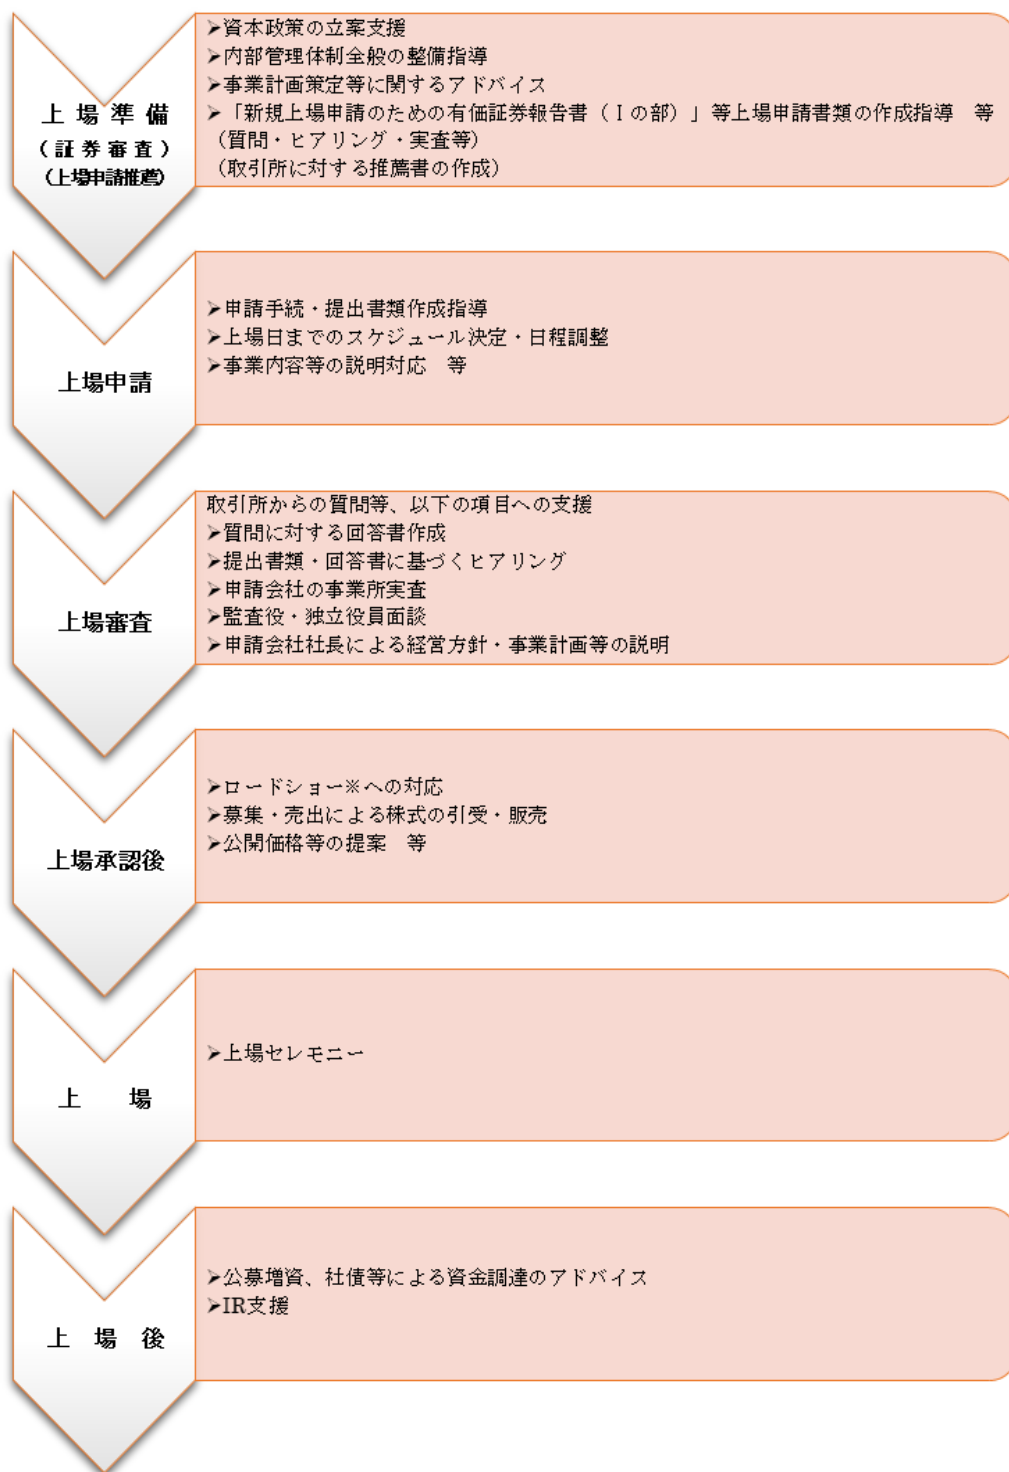 上場準備
（証券審査）
（上場申請推薦）
➢資本政策の立案支援
➢内部管理体制全般の整備指導
➢事業計画策定等に関するアドバイス
➢「新規上場申請のための有価証券報告書（Ⅰの部）」等上場申請書類の作成指導　等
（質問・ヒアリング・実査等）
（取引所に対する推薦書の作成）
上場申請
➢申請手続・提出書類作成指導
➢上場日までのスケジュール決定・日程調整
➢事業内容等の説明対応　等
上場審査
取引所からの質問等、以下の項目への支援
➢質問に対する回答書作成
➢提出書類・回答書に基づくヒアリング
➢申請会社の事業所実査
➢監査役・独立役員面談
➢申請会社社長による経営方針・事業計画等の説明
上場承認後
➢ロードショー※への対応
➢募集・売出による株式の引受・販売
➢公開価格等の提案　等
上　場
➢上場セレモニー
上　場　後
➢公募増資、社債等による資金調達のアドバイス
➢IR支援